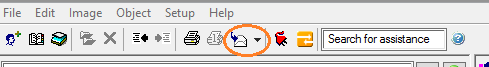 File Edit Image Object Setup Help
Search for assistance